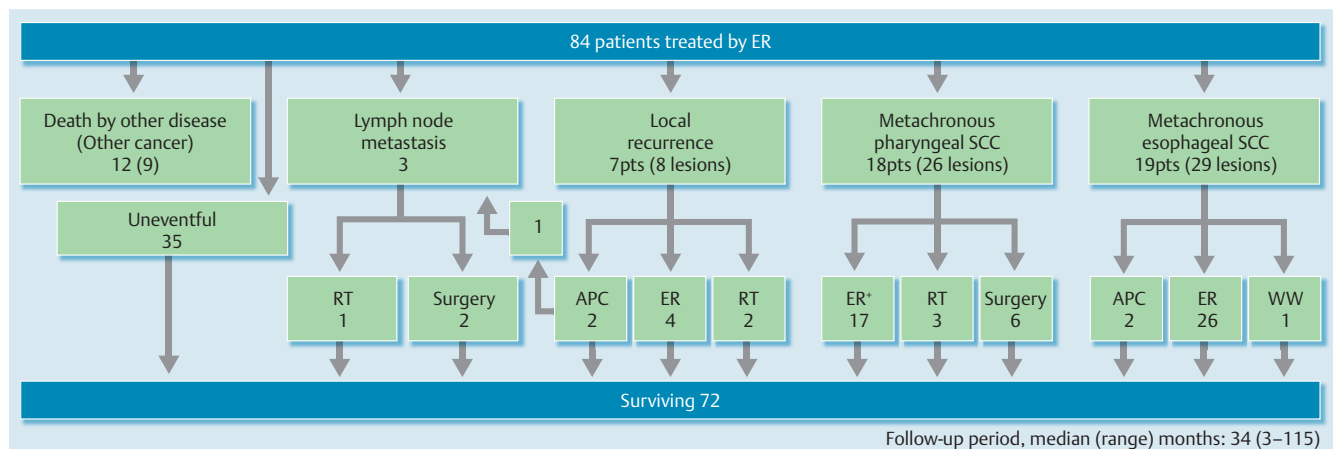 84 patients treated by ER
Death by other disease
(Other cancer)
12 (9)
Lymph node
metastasis
3
Local
recurrence
7pts (8 lesions)
Metachronous
pharyngeal SCC
18pts (26 lesions)
Metachronous
esophageal SCC
19pts (29 lesions)
Uneventful
35
1
RT
1
Surgery
2
APC
2
ER
4
RT
2
ER⁺
17
RT
3
Surgery
6
APC
2
ER
26
WW
1
Surviving 72
Follow-up period, median (range) months: 34 (3–115)